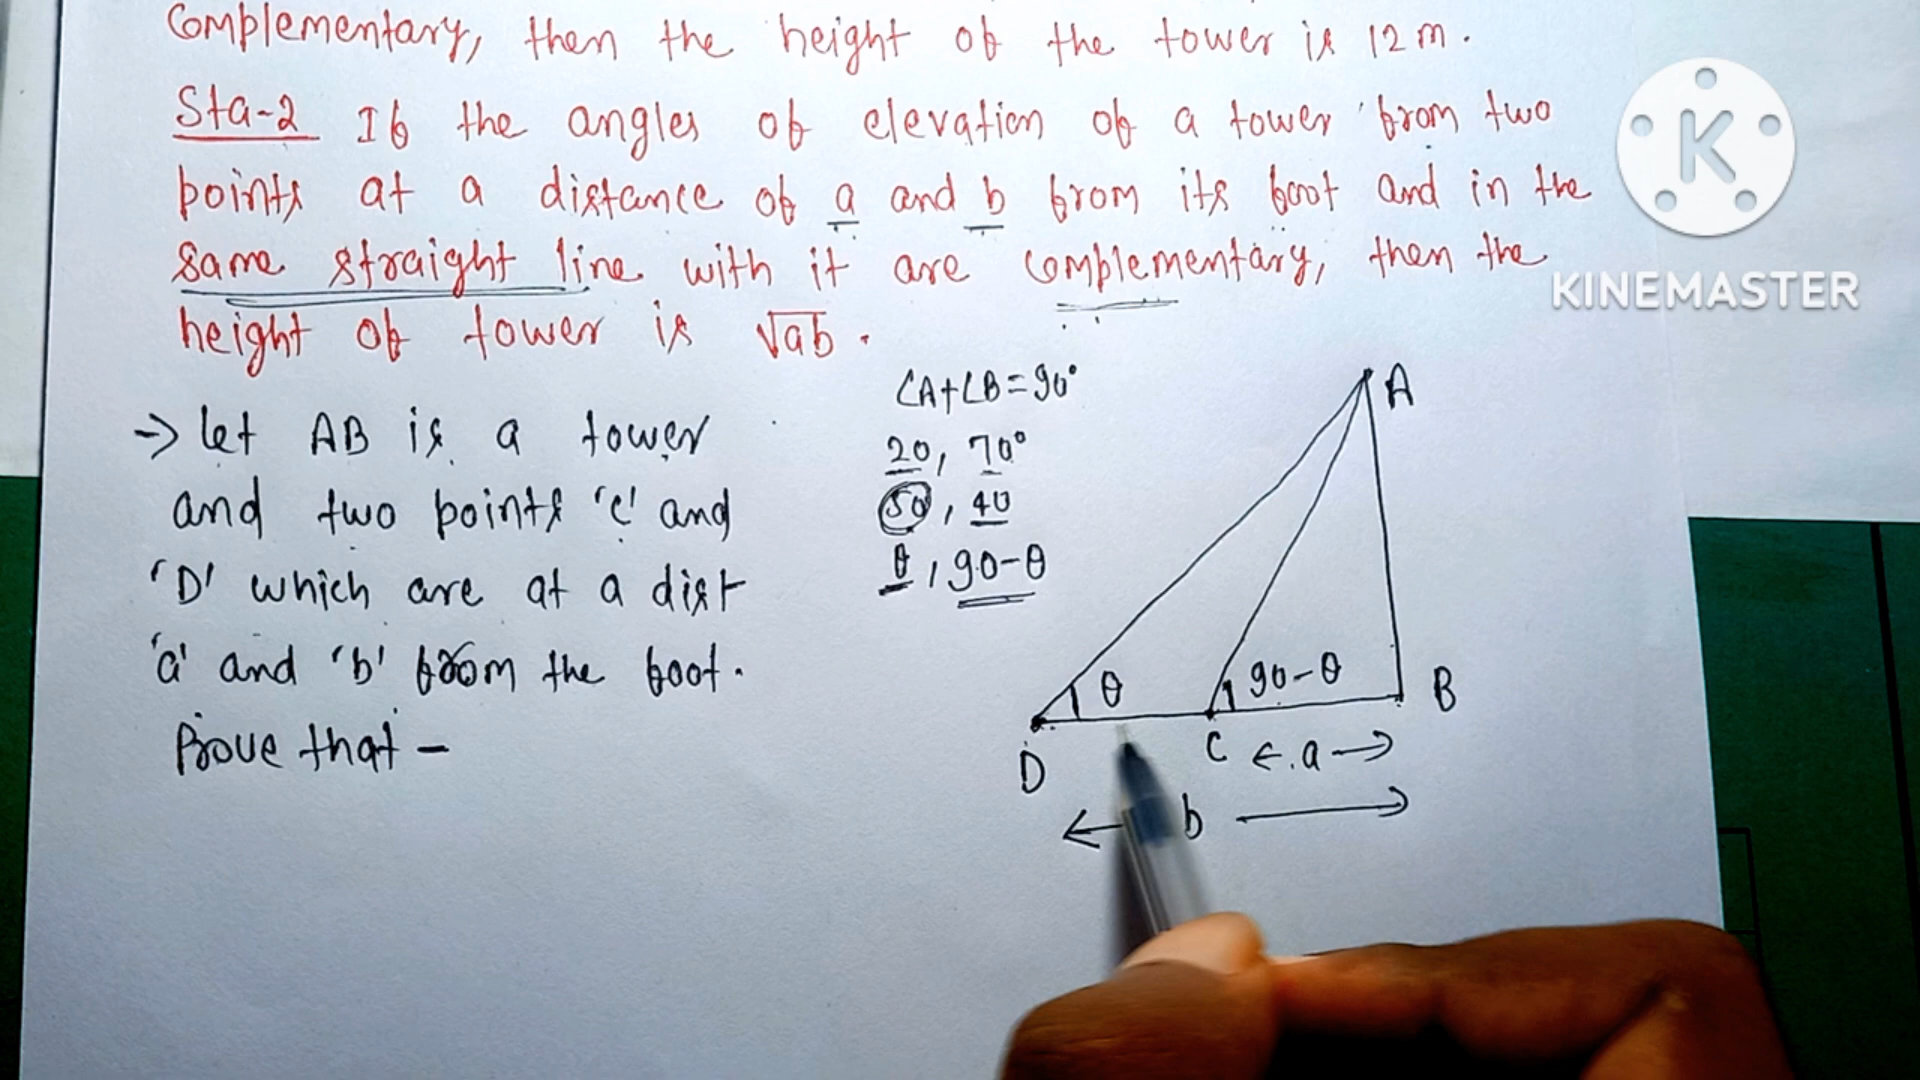 Complementary, then the height of the tower is 12 m.
Sta-2 If the angles of elevation of a tower from two
points at a distance of a and b from its foot and in the
same straight line with it are complementary, then the
height of tower is √ab.
K
KINEMASTER
→ let AB is a tower
and two points 'C' and
'D' which are at a dist
'a' and 'b' from the foot.
Prove that –
∠A+∠B=90°
20, 70°
50, 40
θ, 90-θ
A
θ
90-θ
B
D
C
← a →
← b →